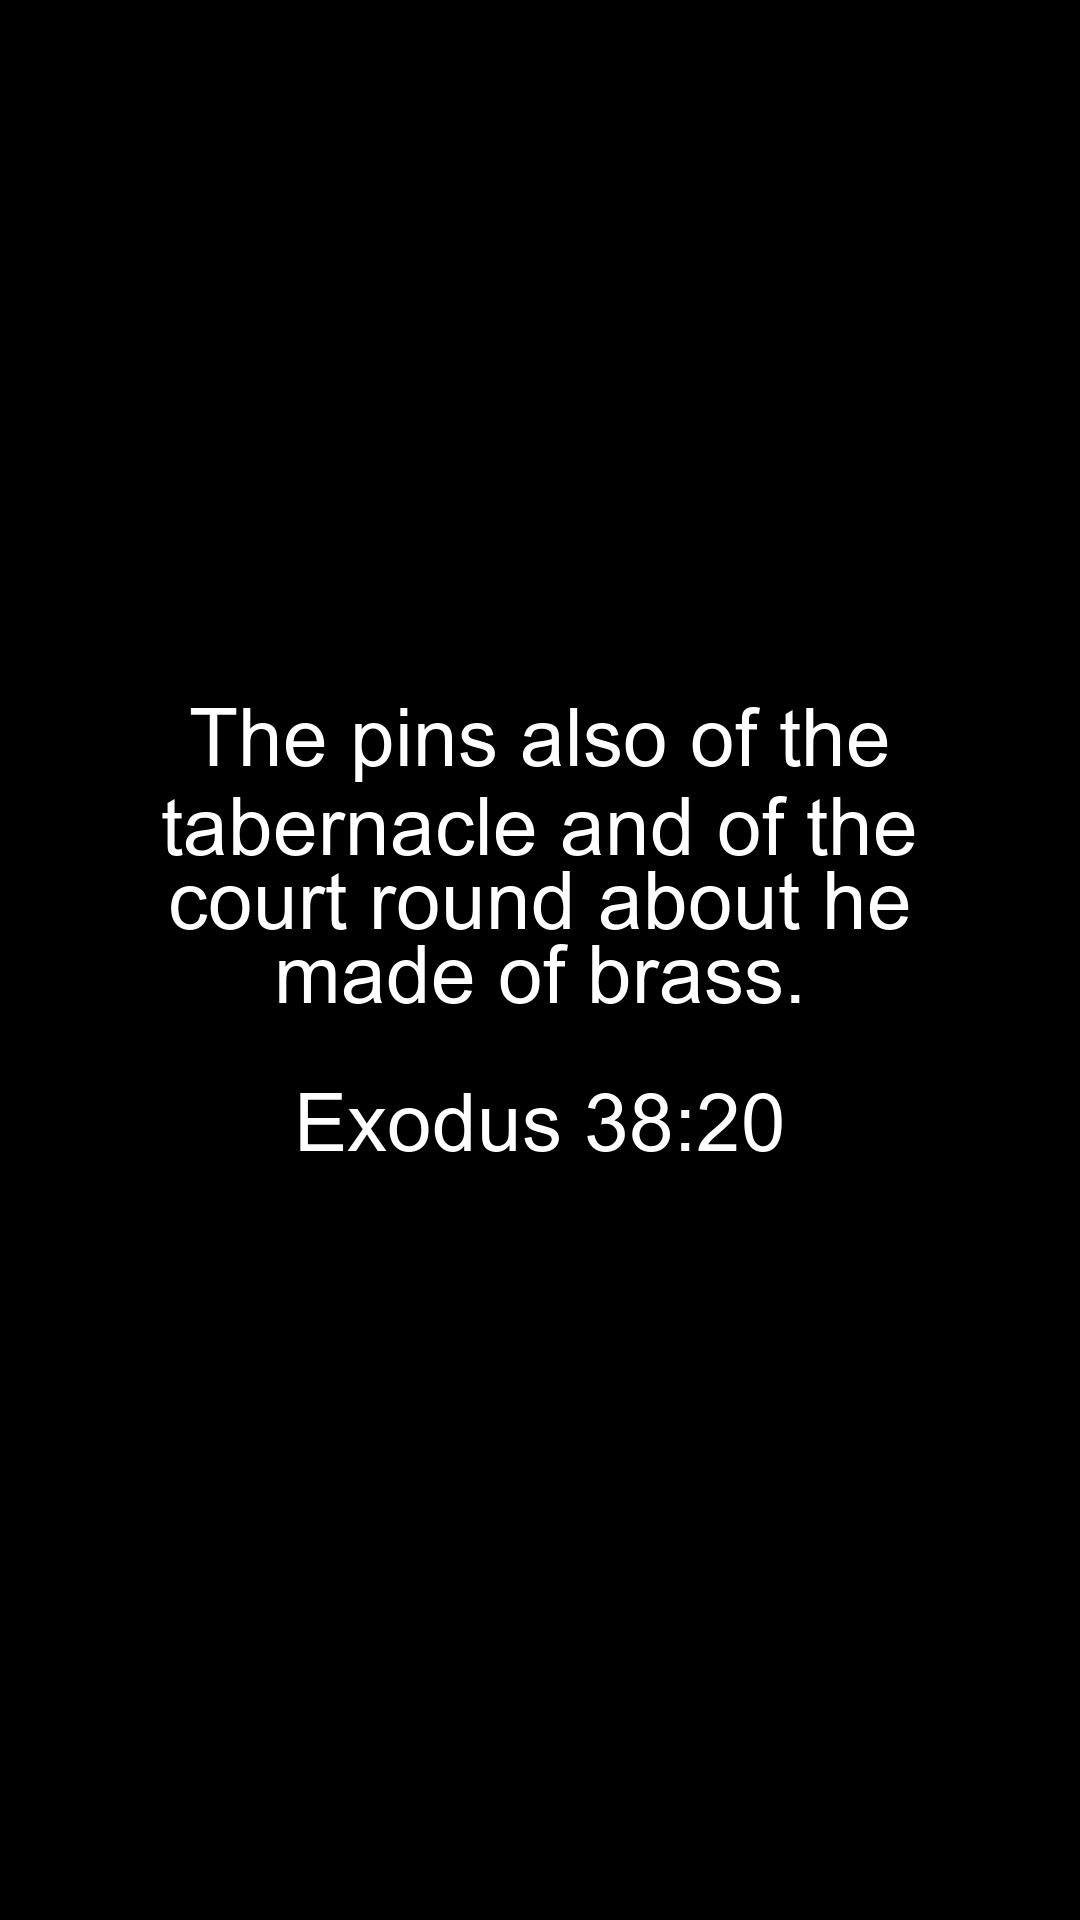 The pins also of the
tabernacle and of the
court round about he
made of brass.
Exodus 38:20